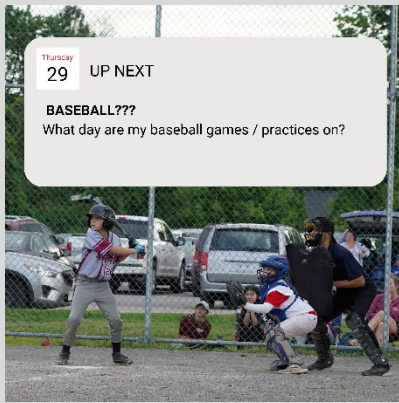 Thursday
29
UP NEXT
BASEBALL???
What day are my baseball games / practices on?